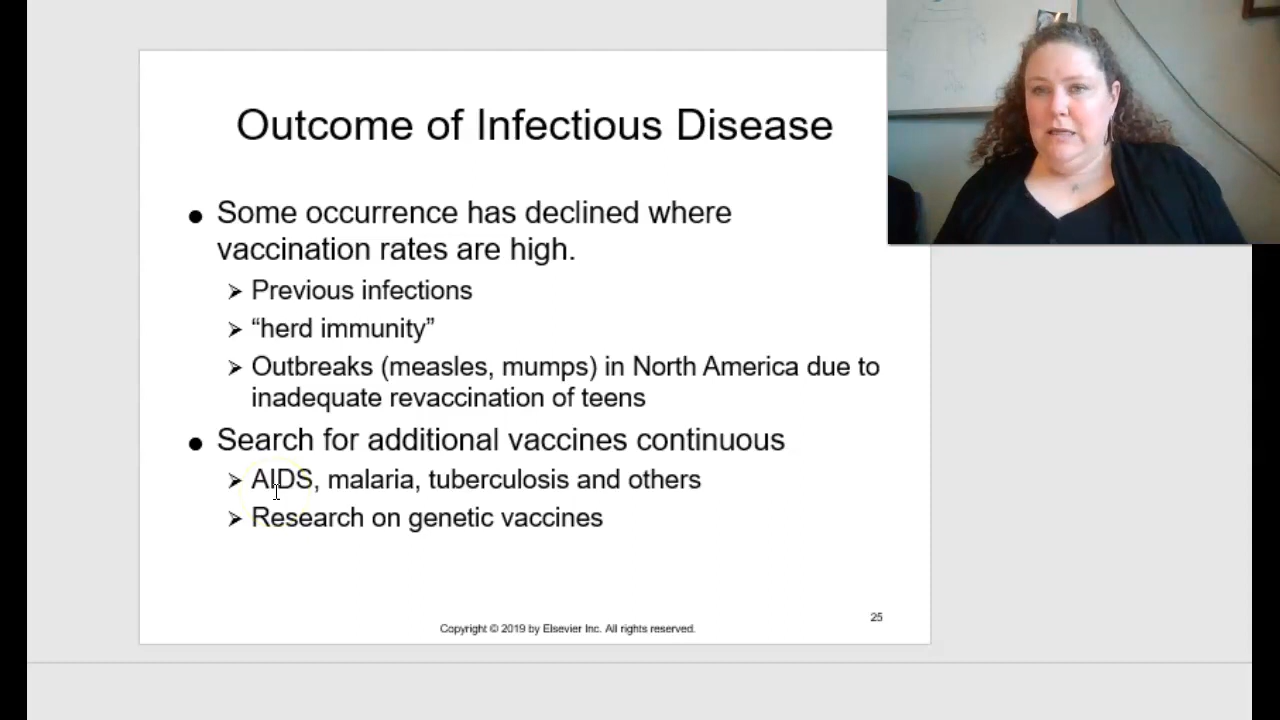 Outcome of Infectious Disease
● Some occurrence has declined where
vaccination rates are high.
➢ Previous infections
➢ “herd immunity”
➢ Outbreaks (measles, mumps) in North America due to
inadequate revaccination of teens
● Search for additional vaccines continuous
➢ AIDS, malaria, tuberculosis and others
➢ Research on genetic vaccines
25
Copyright © 2019 by Elsevier Inc. All rights reserved.